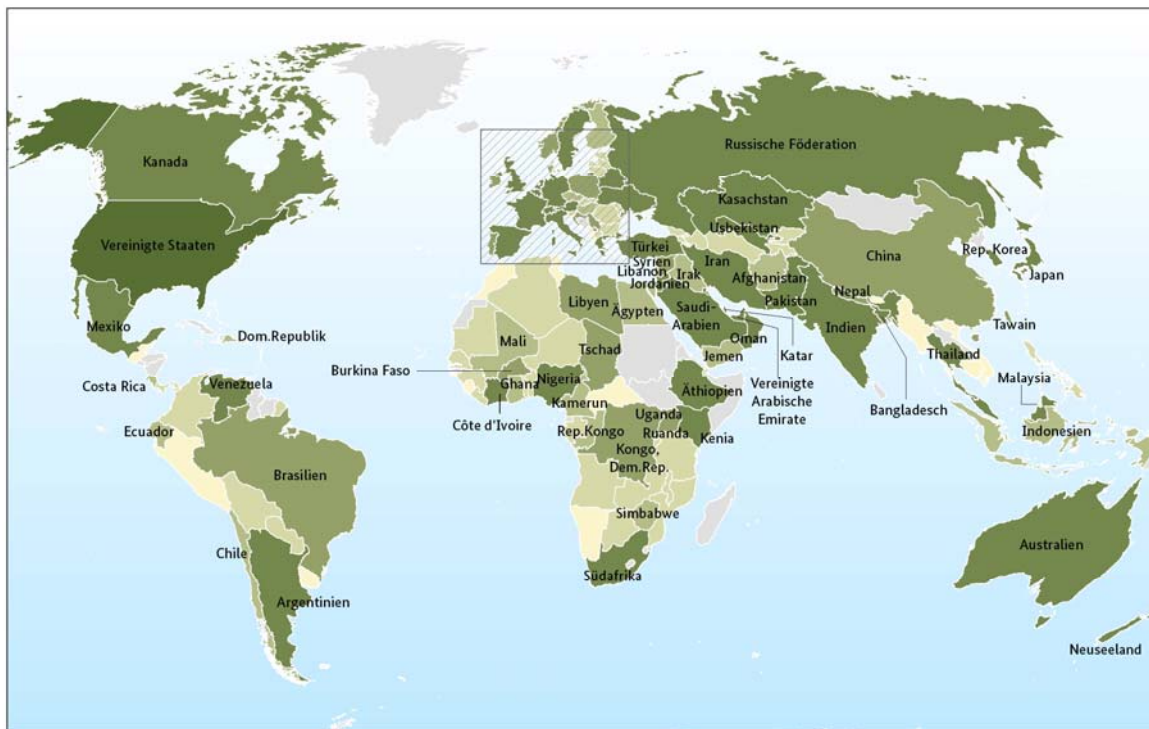 Kanada
Russische Föderation
Kasachstan
Vereinigte Staaten
Usbekistan
Türkei
Rep. Korea
Syrien
Iran
China
Libanon
Irak
Afghanistan
Japan
Jordanien
Libyen
Ägypten
Nepal
Pakistan
Saudi-
Arabien
Indien
Mexiko
Dom.Republik
Mali
Oman
Tawain
Tschad
Jemen
Katar
Thailand
Burkina Faso
Costa Rica
Venezuela
Ghana
Nigeria
Äthiopien
Vereinigte
Arabische
Emirate
Malaysia
Kamerun
Bangladesch
Côte d'Ivoire
Uganda
Ecuador
Rep.Kongo
Ruanda
Kenia
Indonesien
Kongo,
Dem.Rep.
Brasilien
Simbabwe
Chile
Australien
Südafrika
Argentinien
Neuseeland